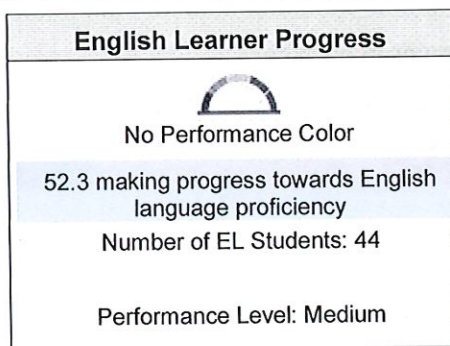 English Learner Progress
No Performance Color
52.3 making progress towards English
language proficiency
Number of EL Students: 44
Performance Level: Medium